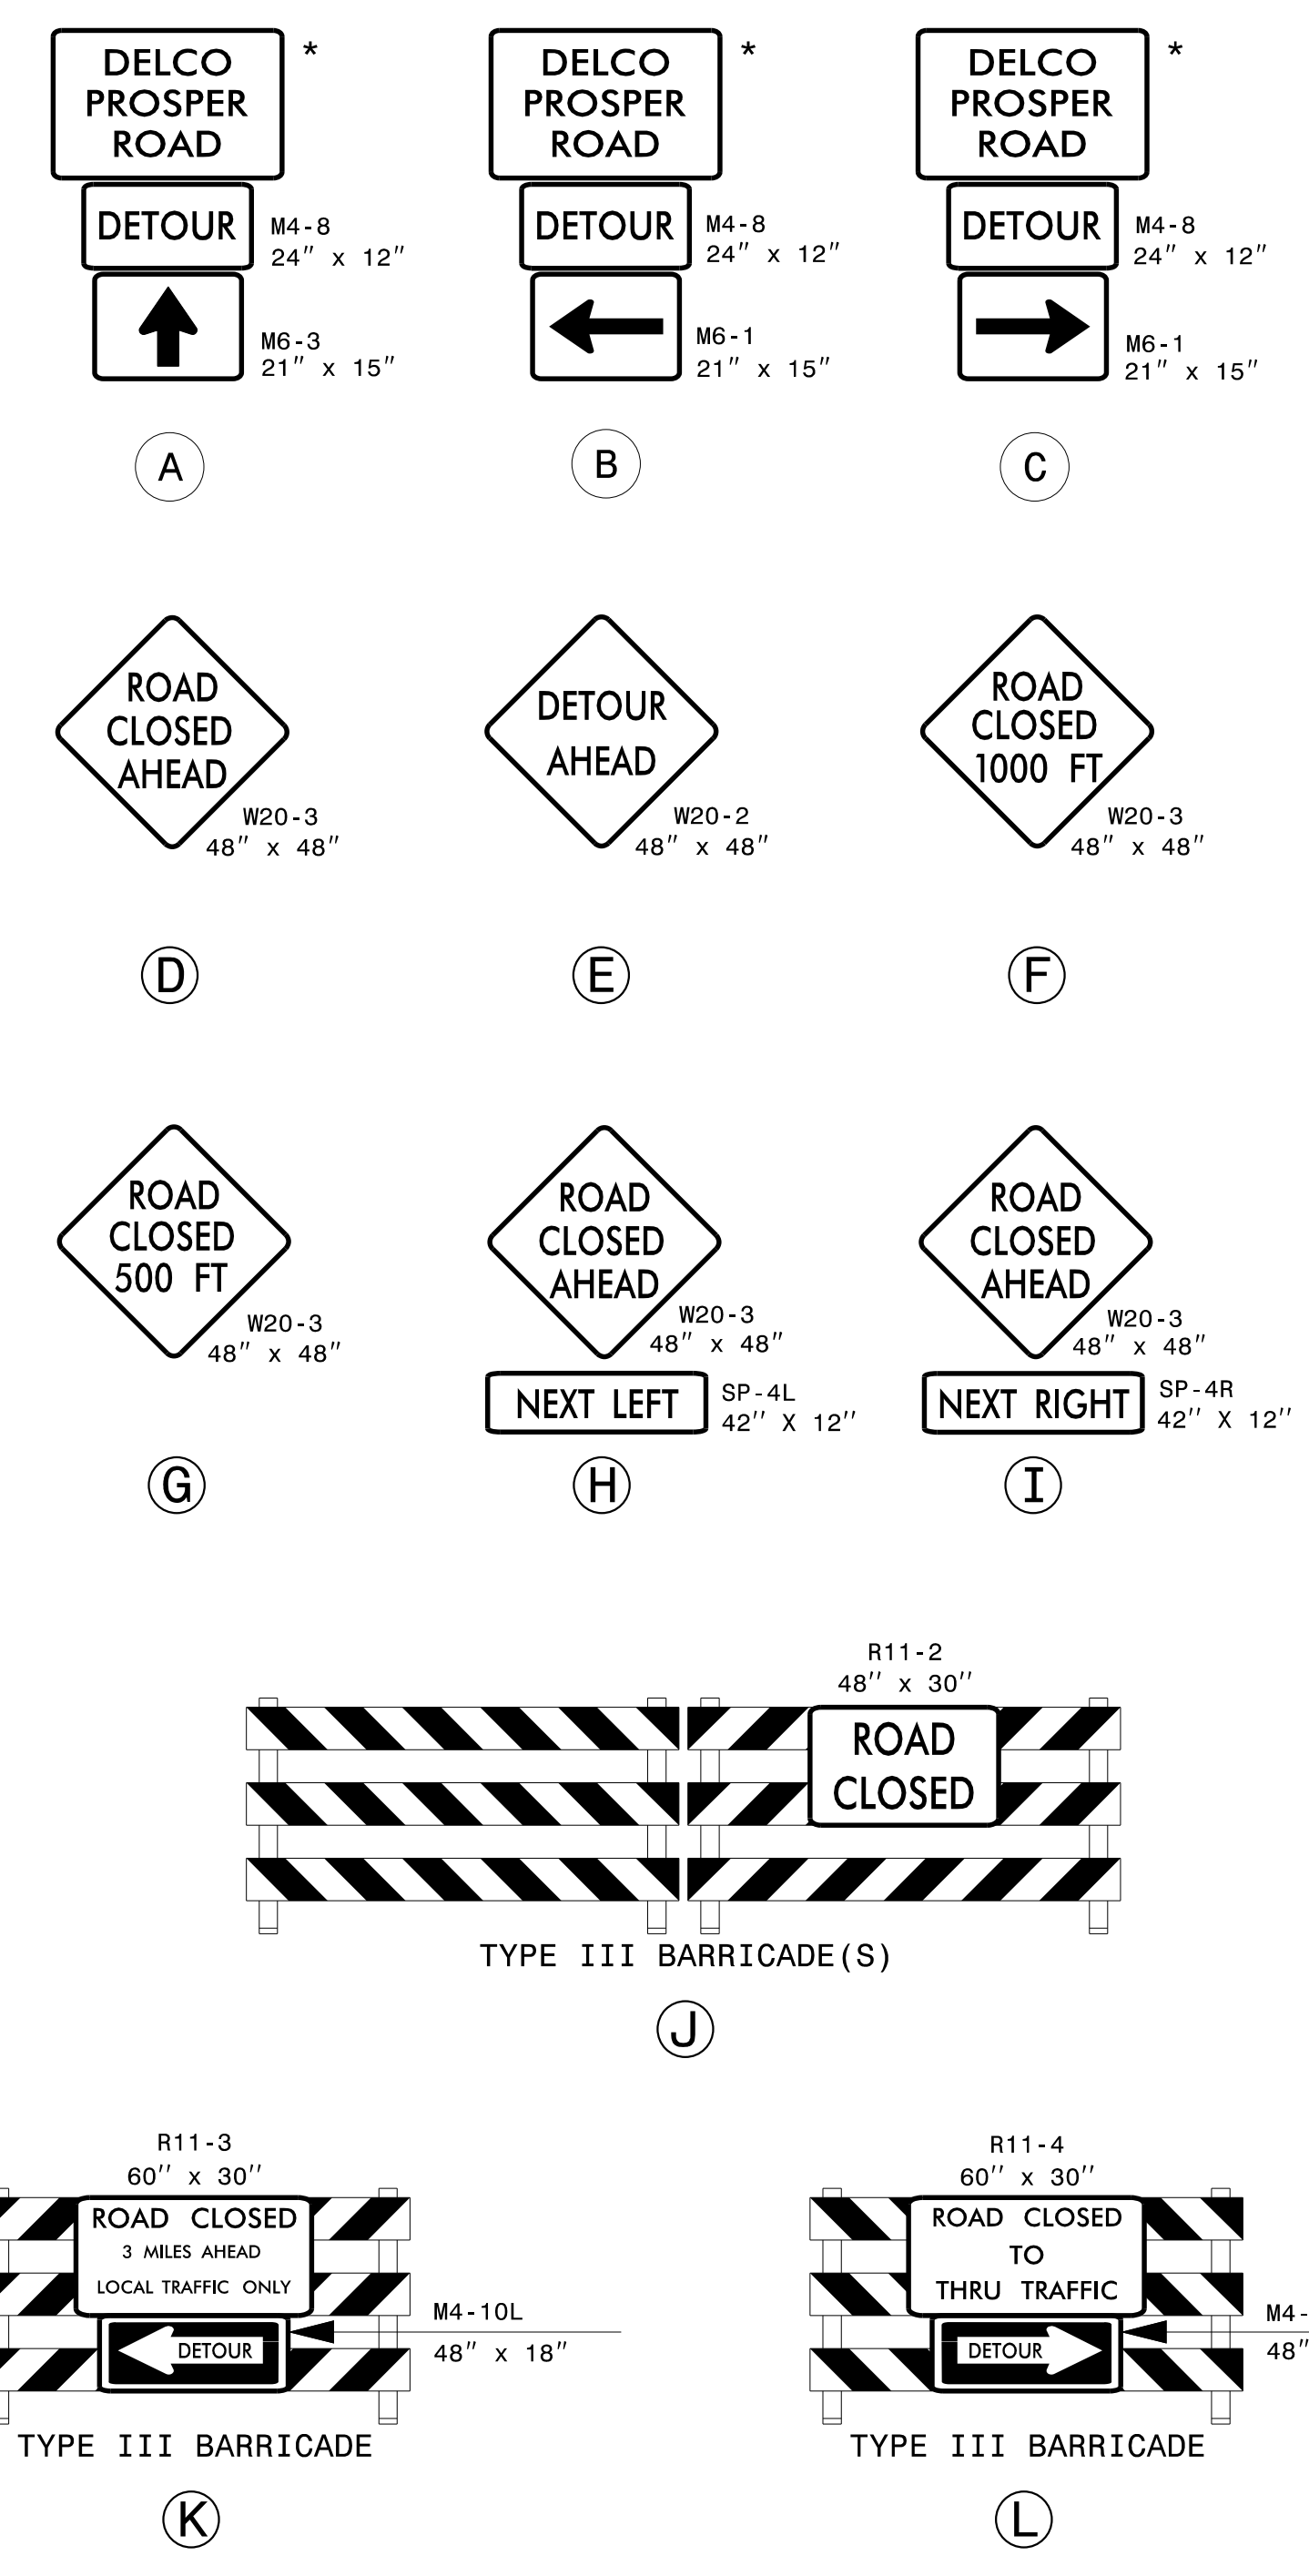 DELCO
PROSPER
ROAD
*
DETOUR
M4-8
24" x 12"
M6-3
21" x 15"
A
DELCO
PROSPER
ROAD
*
DETOUR
M4-8
24" x 12"
M6-1
21" x 15"
B
DELCO
PROSPER
ROAD
*
DETOUR
M4-8
24" x 12"
M6-1
21" x 15"
C
ROAD
CLOSED
AHEAD
W20-3
48" x 48"
D
DETOUR
AHEAD
W20-2
48" x 48"
E
ROAD
CLOSED
1000 FT
W20-3
48" x 48"
F
ROAD
CLOSED
500 FT
W20-3
48" x 48"
G
ROAD
CLOSED
AHEAD
W20-3
48" x 48"
NEXT LEFT
SP-4L
42'' X 12''
H
ROAD
CLOSED
AHEAD
W20-3
48" x 48"
NEXT RIGHT
SP-4R
42'' X 12''
I
R11-2
48'' x 30''
ROAD
CLOSED
TYPE III BARRICADE(S)
J
R11-3
60'' x 30''
ROAD CLOSED
3 MILES AHEAD
LOCAL TRAFFIC ONLY
DETOUR
M4-10L
48" x 18"
TYPE III BARRICADE
K
R11-4
60'' x 30''
ROAD CLOSED
TO
THRU TRAFFIC
DETOUR
M4-
48"
TYPE III BARRICADE
L